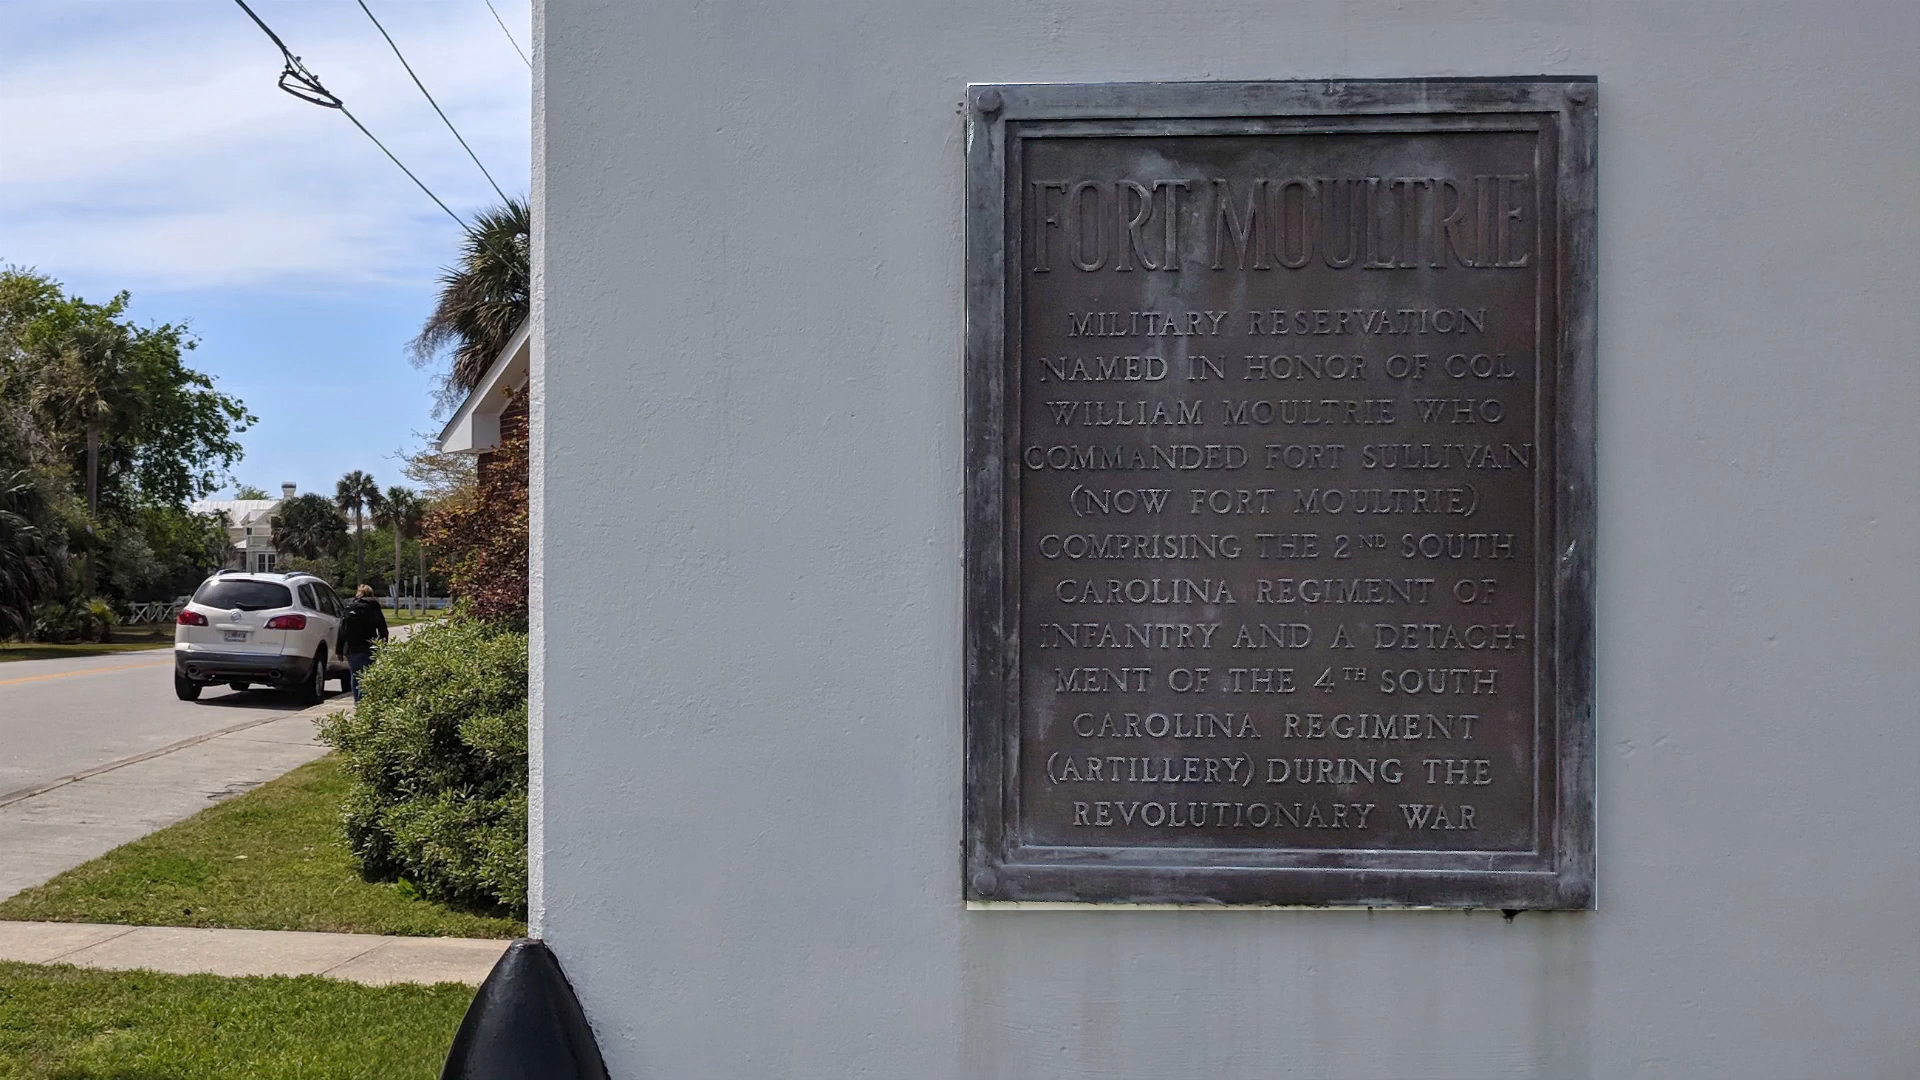 FORT MOULTRIE
MILITARY RESERVATION
NAMED IN HONOR OF COL.
WILLIAM MOULTRIE WHO
COMMANDED FORT SULLIVAN
(NOW FORT MOULTRIE)
COMPRISING THE 2ND SOUTH
CAROLINA REGIMENT OF
INFANTRY AND A DETACH-
MENT OF THE 4TH SOUTH
CAROLINA REGIMENT
(ARTILLERY) DURING THE
REVOLUTIONARY WAR